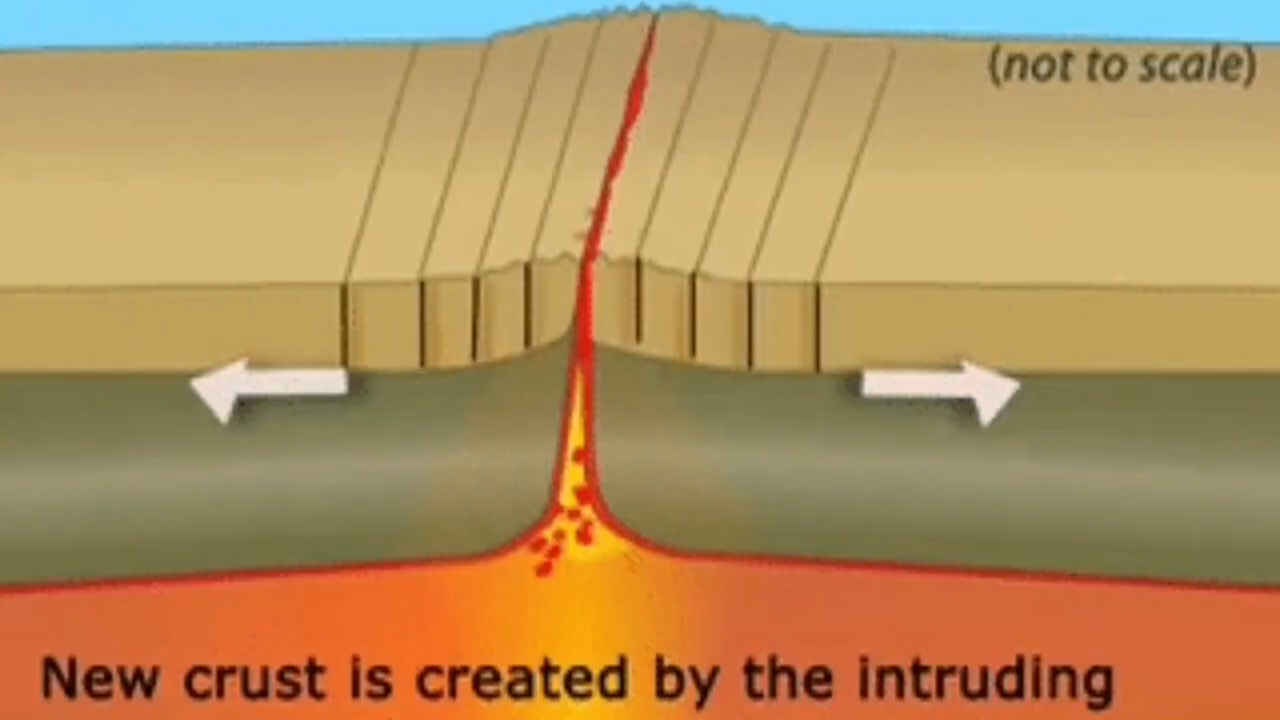 (not to scale)
New crust is created by the intruding